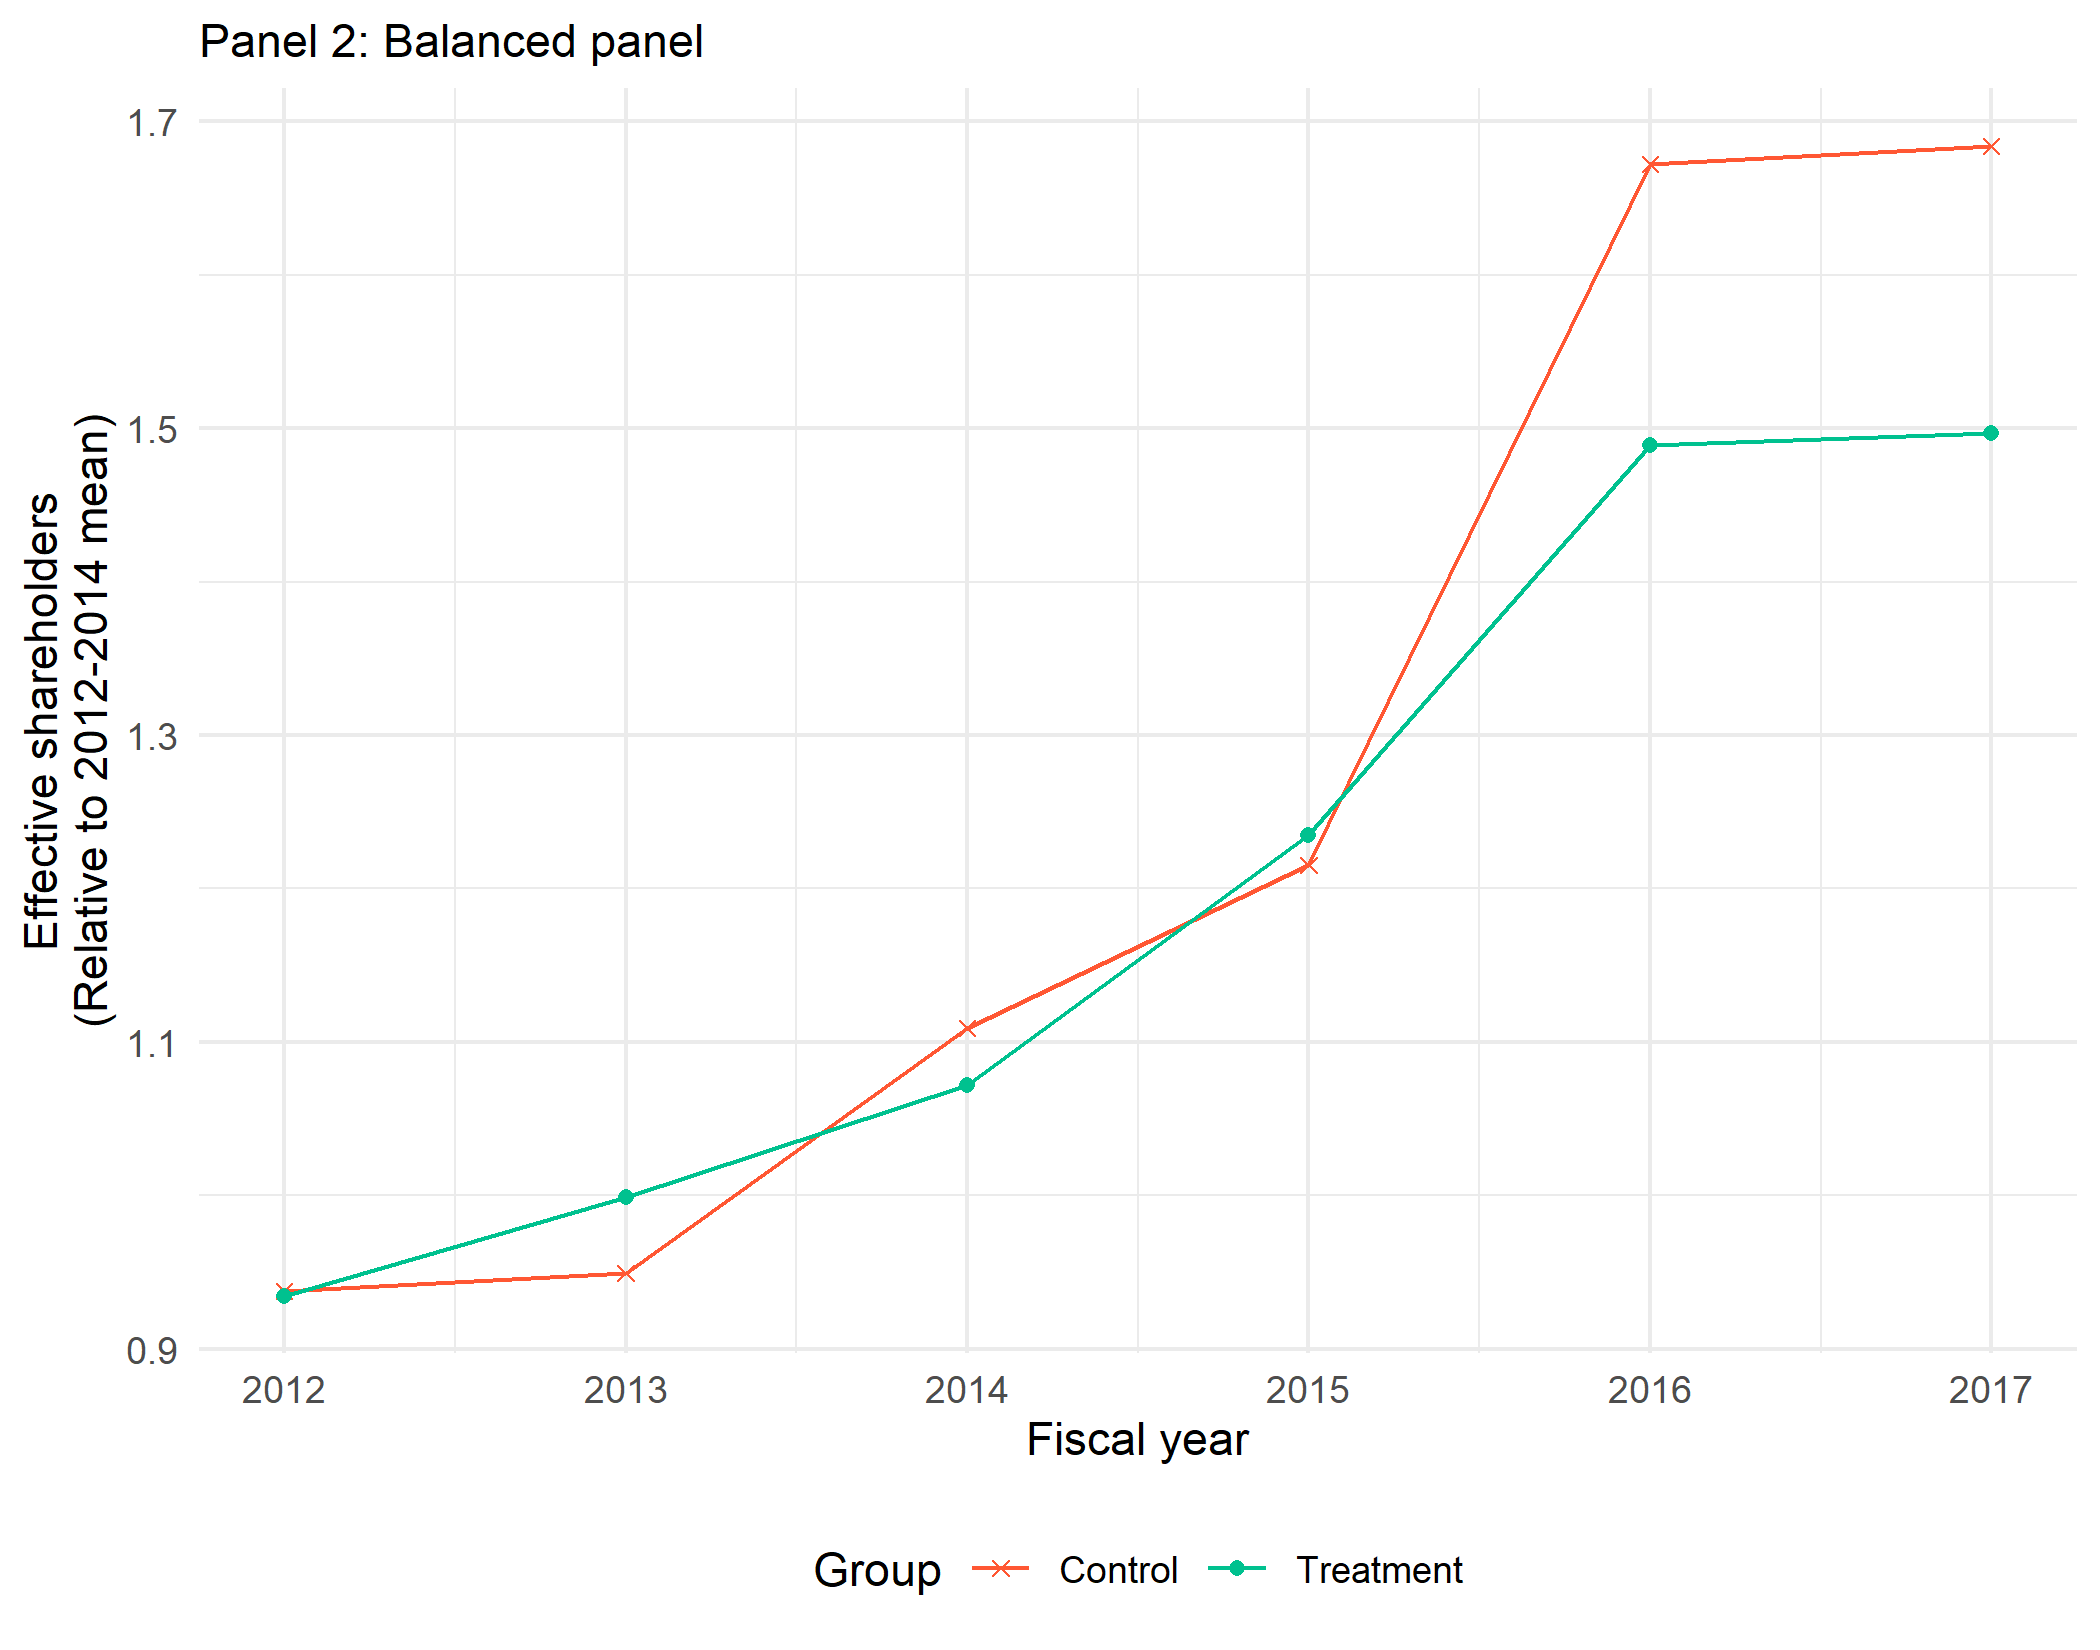 Panel 2: Balanced panel
Effective shareholders
(Relative to 2012-2014 mean)
1.7
1.5
1.3
1.1
0.9
2012 2013 2014 2015 2016 2017
Fiscal year
Group Control Treatment